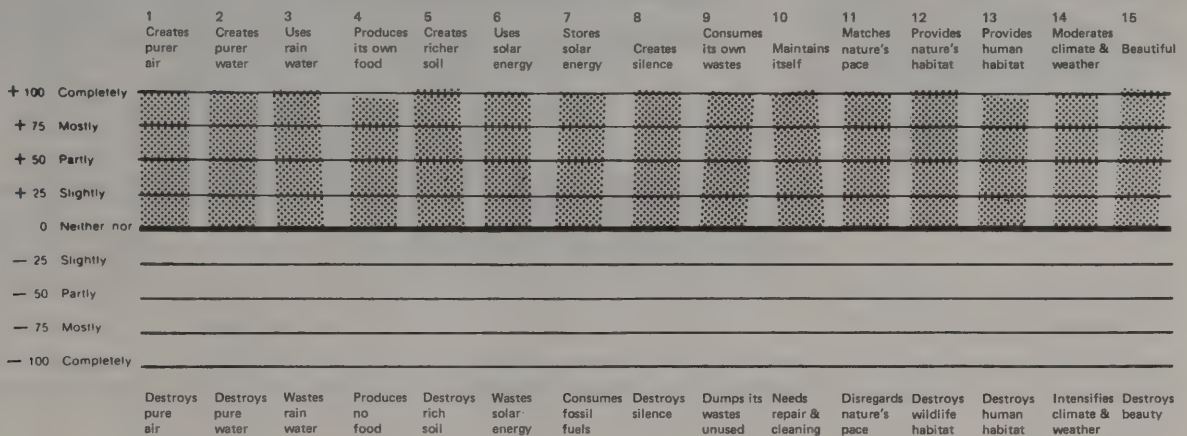 1 2 3 4 5 6 7 8 9 10 11 12 13 14 15
Creates Creates Uses Produces Creates Uses Stores Consumes Matches Provides Provides Moderates
purer purer rain its own richer solar solar Creates its own Maintains nature's nature's human climate & Beautiful
air water water food soil energy energy silence wastes itself pace habitat habitat weather
+ 100 Completely
+ 75 Mostly
+ 50 Partly
+ 25 Slightly
0 Neither nor
− 25 Slightly
− 50 Partly
− 75 Mostly
− 100 Completely
Destroys Destroys Wastes Produces Destroys Wastes Consumes Destroys Dumps its Needs Disregards Destroys Destroys Intensifies Destroys
pure pure rain no rich solar fossil silence wastes repair & nature's wildlife human climate & beauty
air water water food soil energy fuels unused cleaning pace habitat habitat weather